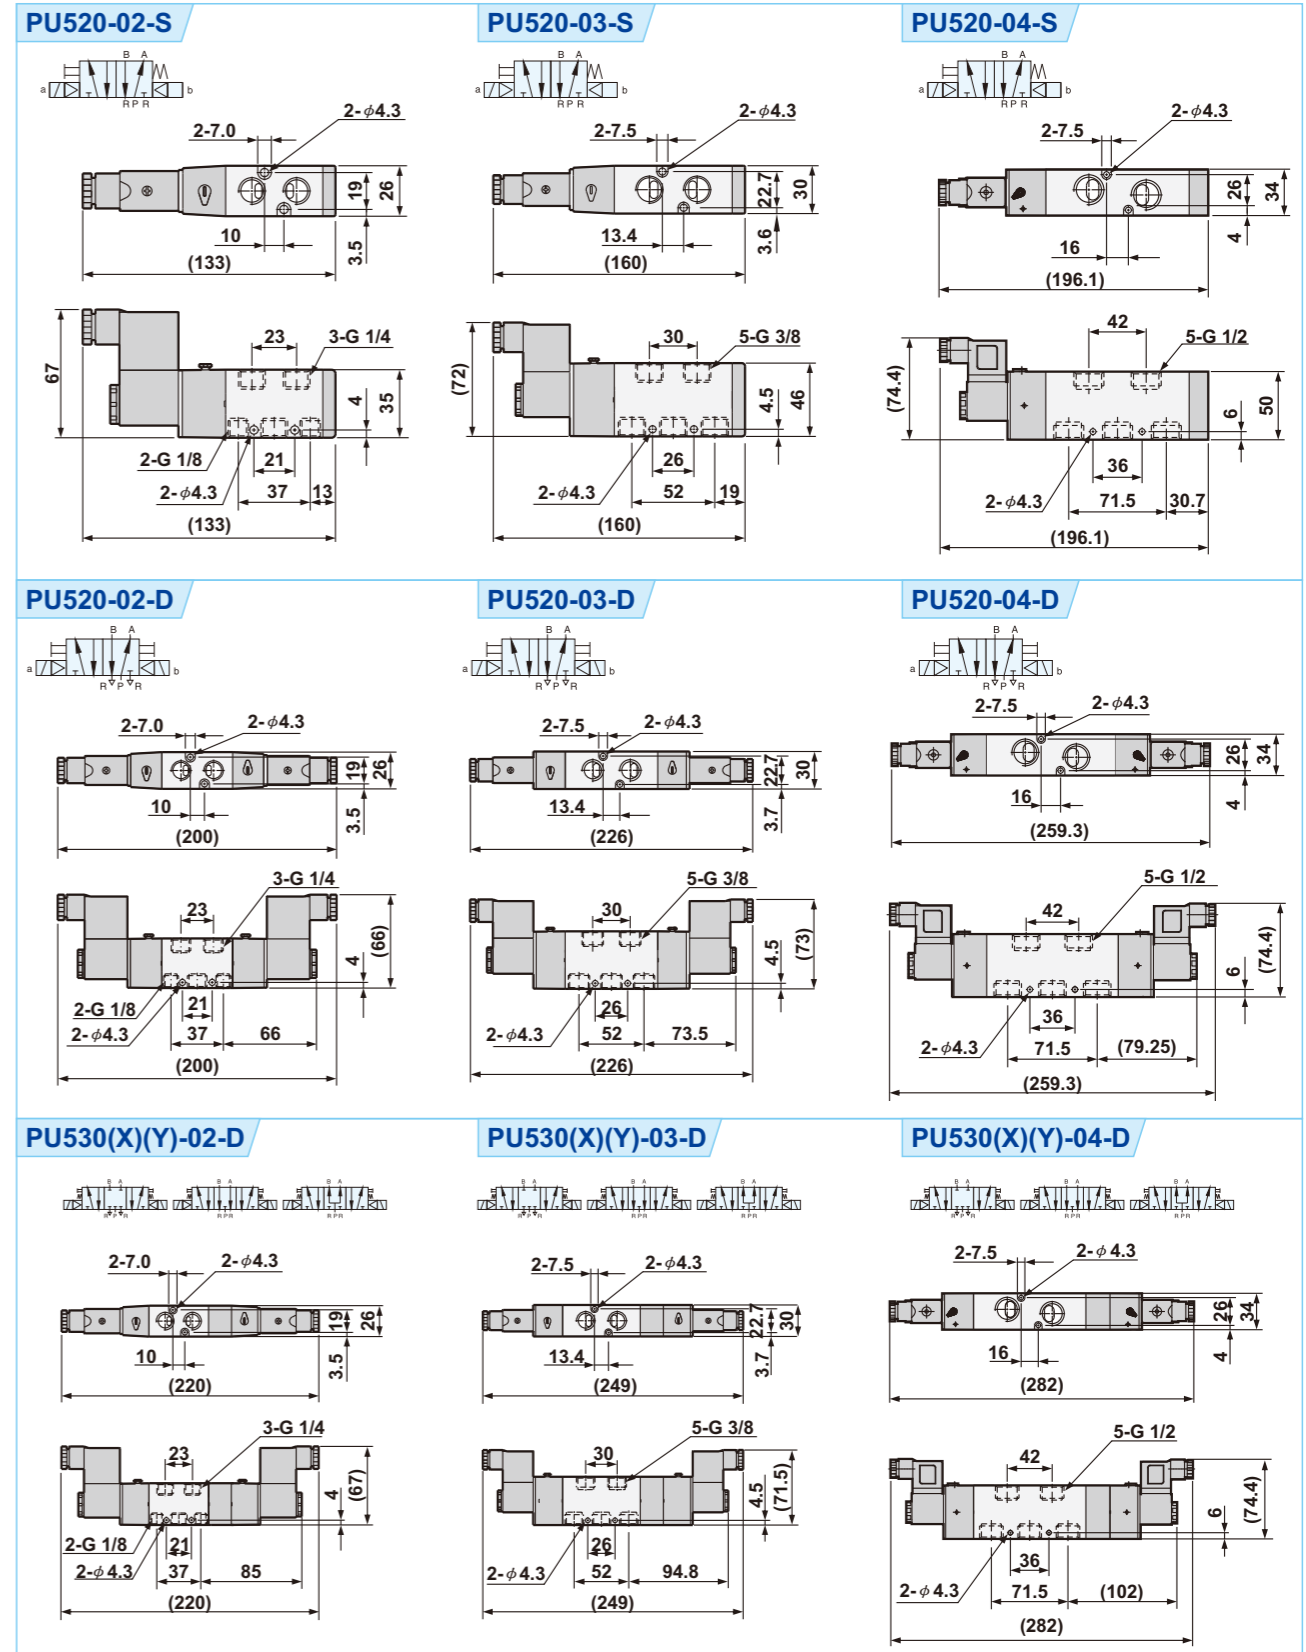 PU520-02-S
B A
a
b
R P R
2-7.0
2-ϕ4.3
19
26
10
3.5
(133)
67
23
3-G 1/4
4
35
2-G 1/8
21
2-ϕ4.3
37
13
(133)
PU520-03-S
B A
a
b
R P R
2-7.5
2-ϕ4.3
22.7
30
13.4
3.6
(160)
(72)
30
5-G 3/8
4.5
46
26
2-ϕ4.3
52
19
(160)
PU520-04-S
B A
a
b
R P R
2-7.5
2-ϕ4.3
26
34
16
4
(196.1)
(74.4)
42
5-G 1/2
6
50
36
2-ϕ4.3
71.5
30.7
(196.1)
PU520-02-D
B A
a
b
R P R
2-7.0
2-ϕ4.3
19
26
10
3.5
(200)
3-G 1/4
23
(66)
4
2-G 1/8
21
2-ϕ4.3
37
66
(200)
PU520-03-D
B A
a
b
R P R
2-7.5
2-ϕ4.3
22.7
30
13.4
3.7
(226)
5-G 3/8
30
4.5
(73)
26
2-ϕ4.3
52
73.5
(226)
PU520-04-D
B A
a
b
R P R
2-7.5
2-ϕ4.3
26
34
16
4
(259.3)
5-G 1/2
42
6
(74.4)
36
2-ϕ4.3
71.5
(79.25)
(259.3)
PU530(X)(Y)-02-D
B A
B A
B A
R P R
R P R
R P R
2-7.0
2-ϕ4.3
19
26
10
3.5
(220)
3-G 1/4
23
4
(67)
2-G 1/8
21
2-ϕ4.3
37
85
(220)
PU530(X)(Y)-03-D
B A
B A
B A
R P R
R P R
R P R
2-7.5
2-ϕ4.3
22.7
30
13.4
3.7
(249)
5-G 3/8
30
4.5
(71.5)
26
2-ϕ4.3
52
94.8
(249)
PU530(X)(Y)-04-D
B A
B A
B A
R P R
R P R
R P R
2-7.5
2-ϕ4.3
26
34
16
4
(282)
5-G 1/2
42
6
(74.4)
36
2-ϕ4.3
71.5
(102)
(282)